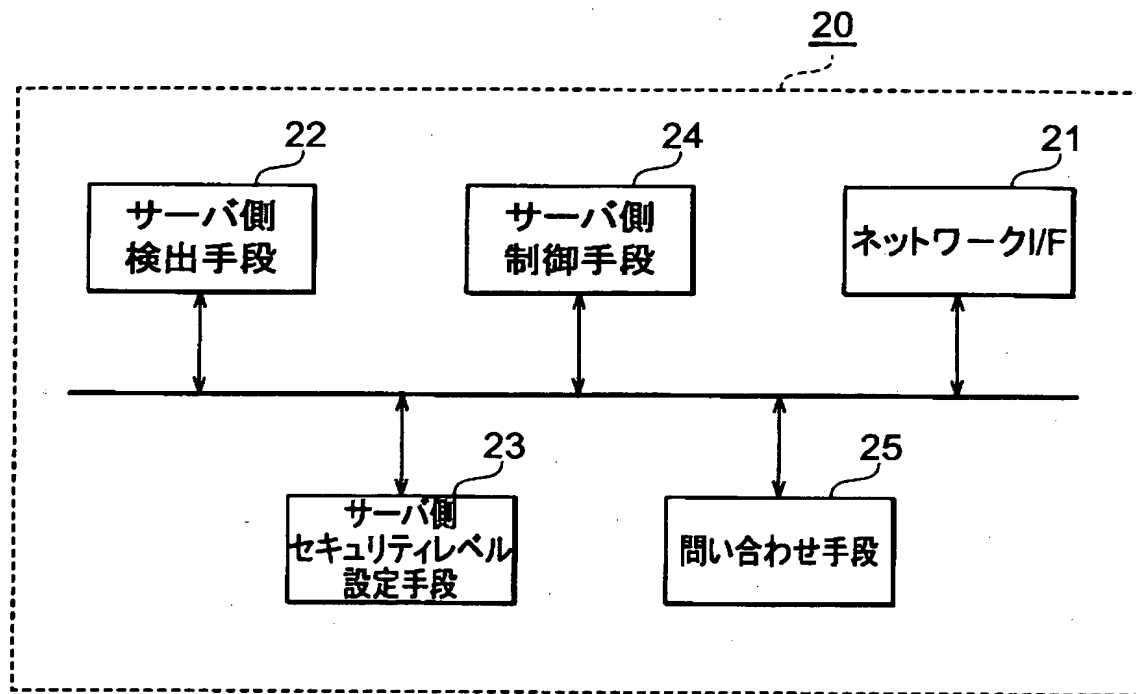 20
22
サーバ側
検出手段
24
サーバ側
制御手段
21
ネットワークI/F
23
サーバ側
セキュリティレベル
設定手段
25
問い合わせ手段